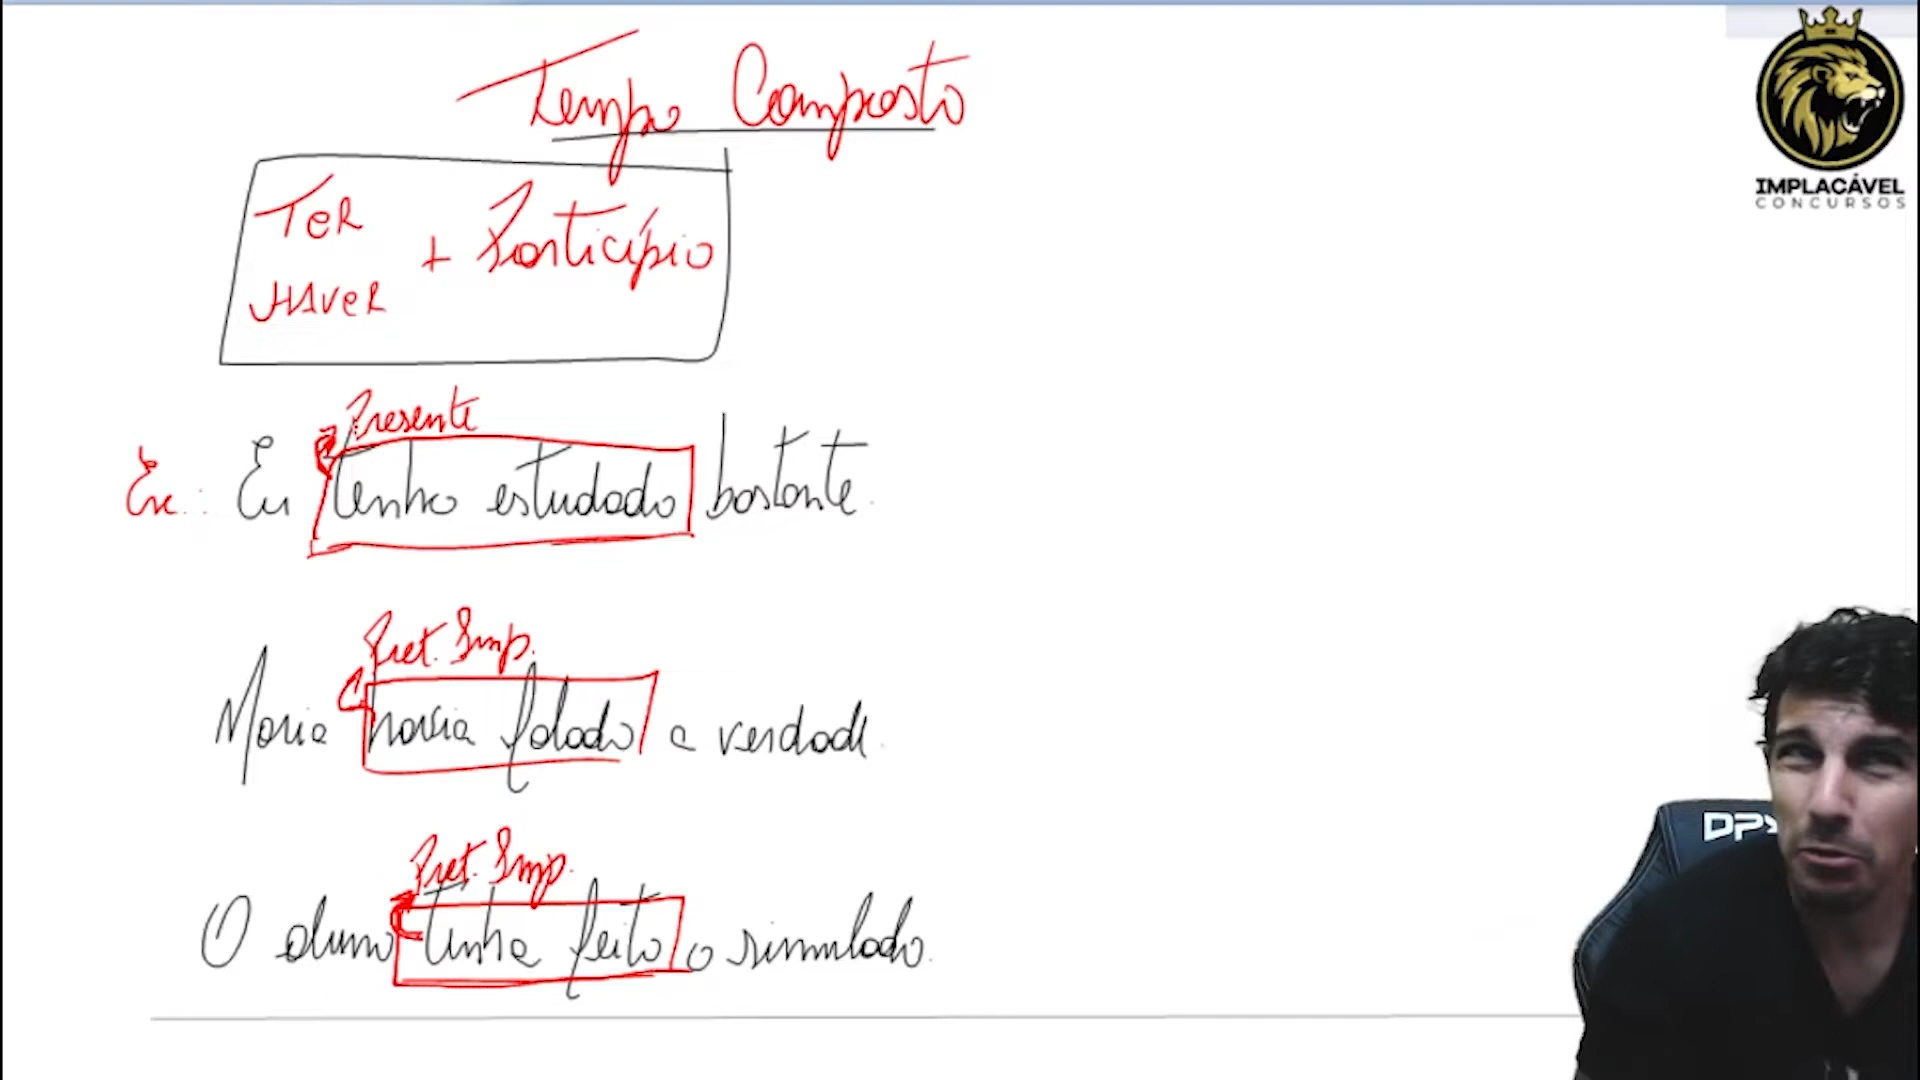 Tempo Composto
Ter
Haver
+ Particípio
Presente
Ex.: Eu tenho estudado bastante.
Pret. Imp.
Maria havia falado a verdade.
Pret. Imp.
O aluno tinha feito o simulado.
IMPLACÁVEL
CONCURSOS
DPX